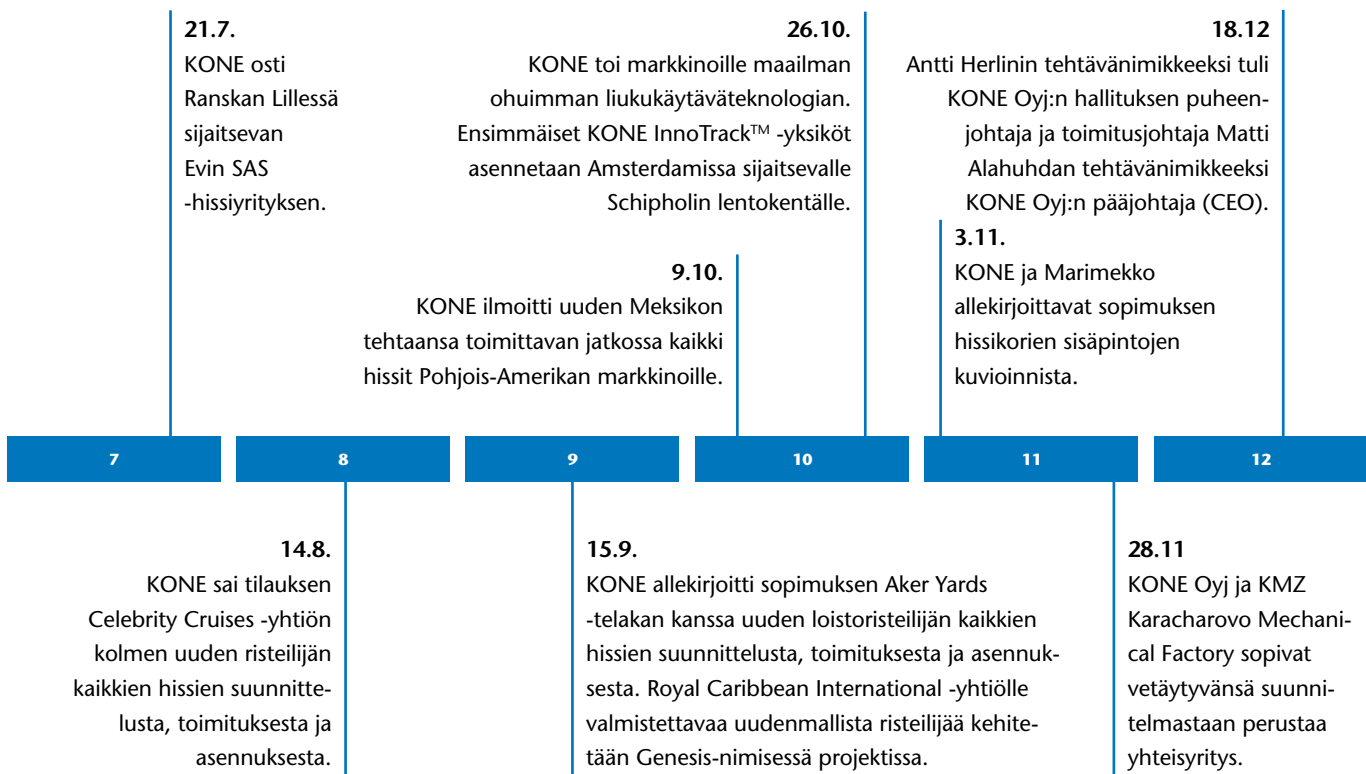 21.7.
KONE osti
Ranskan Lillessä
sijaitsevan
Evin SAS
-hissiyrityksen.
26.10.
KONE toi markkinoille maailman
ohuimman liukukäytäväteknologian.
Ensimmäiset KONE InnoTrack™ -yksiköt
asennetaan Amsterdamissa sijaitsevalle
Schipholin lentokentälle.
18.12
Antti Herlinin tehtävänimikkeeksi tuli
KONE Oyj:n hallituksen puheen-
johtaja ja toimitusjohtaja Matti
Alahuhdan tehtävänimikkeeksi
KONE Oyj:n pääjohtaja (CEO).
9.10.
KONE ilmoitti uuden Meksikon
tehtaansa toimittavan jatkossa kaikki
hissit Pohjois-Amerikan markkinoille.
3.11.
KONE ja Marimekko
allekirjoittavat sopimuksen
hissikorien sisäpintojen
kuvioinnista.
7
8
9
10
11
12
14.8.
KONE sai tilauksen
Celebrity Cruises -yhtiön
kolmen uuden risteilijän
kaikkien hissien suunnitte-
lusta, toimituksesta ja
asennuksesta.
15.9.
KONE allekirjoitti sopimuksen Aker Yards
-telakan kanssa uuden loistoristeilijän kaikkien
hissien suunnittelusta, toimituksesta ja asennuk-
sesta. Royal Caribbean International -yhtiölle
valmistettavaa uudenmallista risteilijää kehite-
tään Genesis-nimisessä projektissa.
28.11
KONE Oyj ja KMZ
Karacharovo Mechani-
cal Factory sopivat
vetäytyvänsä suunni-
telmastaan perustaa
yhteisyritys.